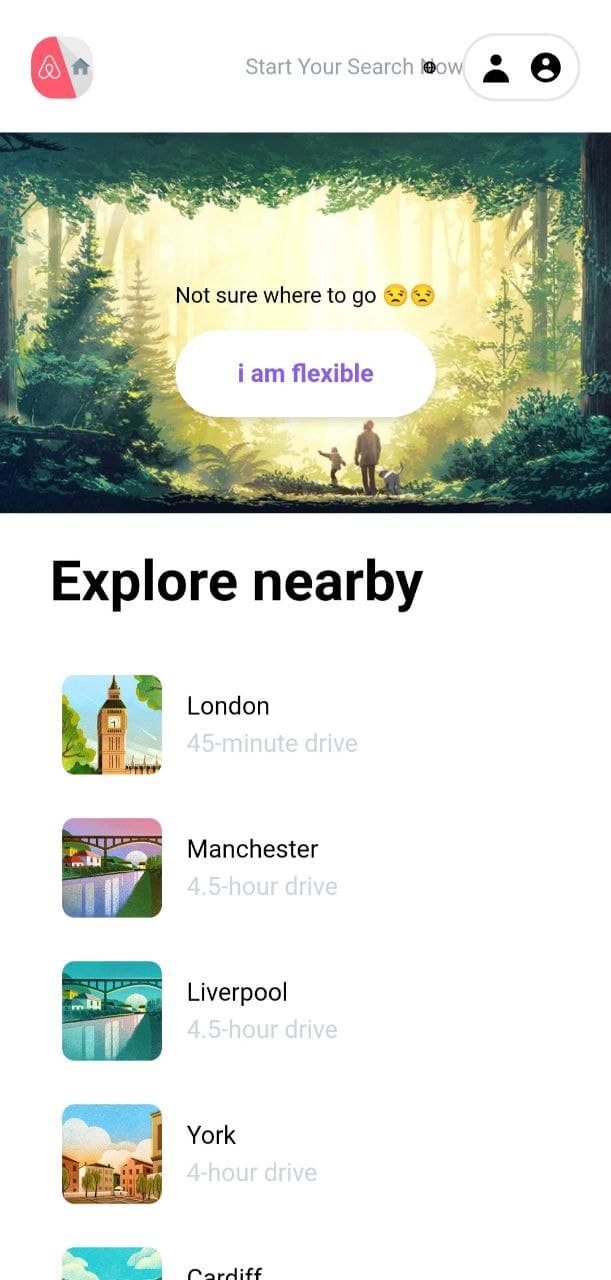 Start Your Search Now
Not sure where to go 😒😒
i am flexible
Explore nearby
London
45-minute drive
Manchester
4.5-hour drive
Liverpool
4.5-hour drive
York
4-hour drive
Cardiff